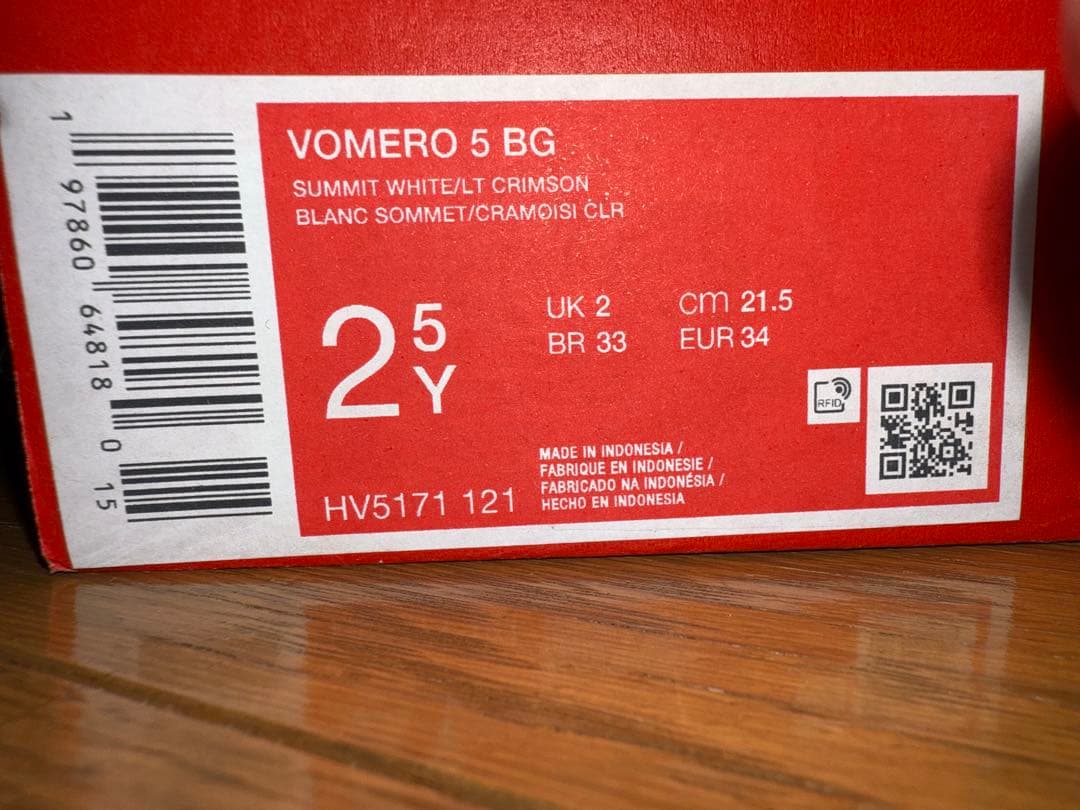 VOMERO 5 BG
SUMMIT WHITE/LT CRIMSON
BLANC SOMMET/CRAMOISI CLR
2 5 Y
UK 2 cm 21.5
BR 33 EUR 34
RFID
MADE IN INDONESIA /
FABRIQUE EN INDONESIE /
FABRICADO NA INDONÉSIA /
HECHO EN INDONESIA
HV5171 121
1 97860 64818 0 15